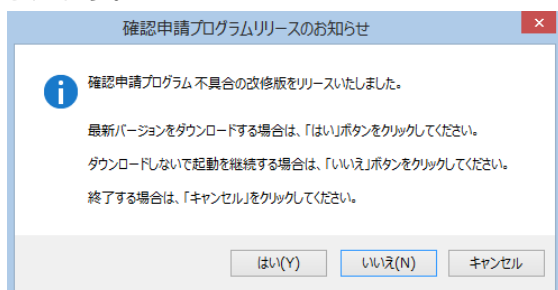 確認申請プログラムリリースのお知らせ
確認申請プログラム 不具合の改修版をリリースいたしました。
最新バージョンをダウンロードする場合は、「はい」ボタンをクリックしてください。
ダウンロードしないで起動を継続する場合は、「いいえ」ボタンをクリックしてください。
終了する場合は、「キャンセル」をクリックしてください。
はい(Y) いいえ(N) キャンセル